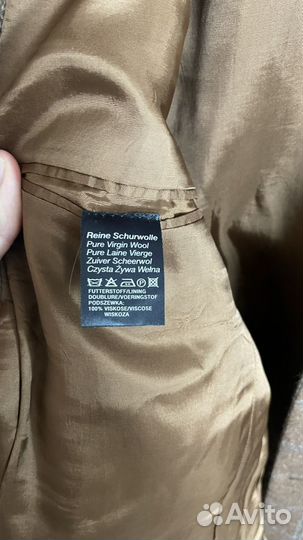 Reine Schurwolle
Pure Virgin Wool
Pure Laine Vierge
Zuiver Scheerwol
Czysta Żywa Wełna
FUTTERSTOFF/LINING
DOUBLURE/VOERINGSTOF
PODSZEWKA:
100% VISKOSE/VISCOSE
WISKOZA
Avito